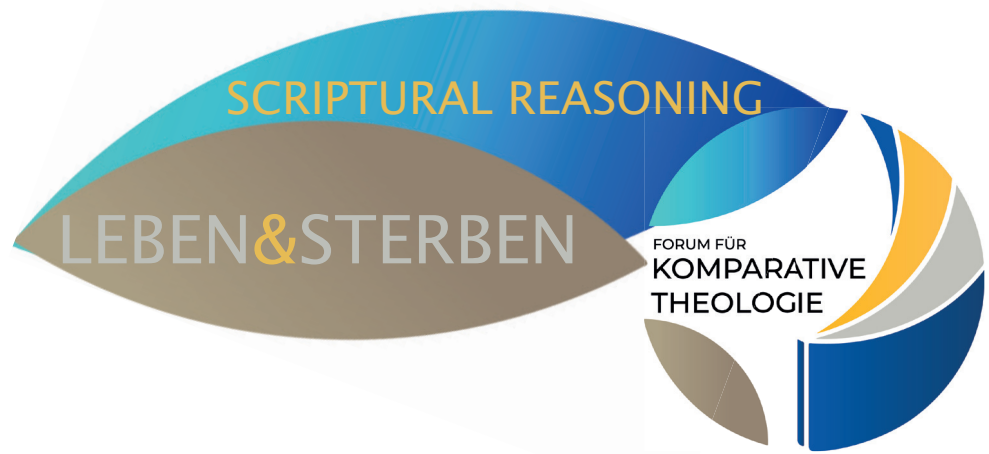 SCRIPTURAL REASONING
LEBEN&STERBEN
FORUM FÜR
KOMPARATIVE
THEOLOGIE